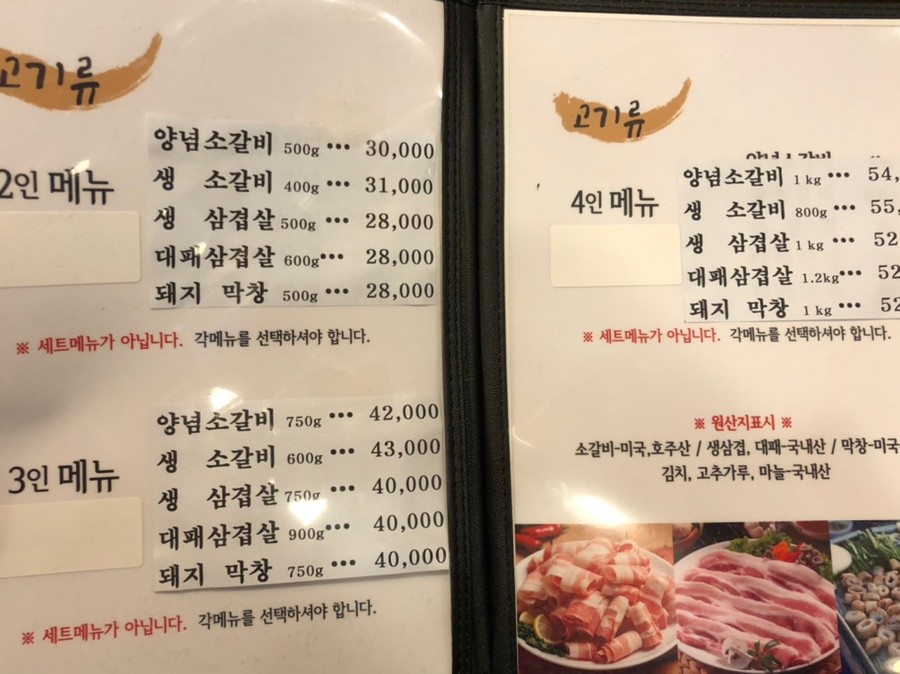 고기류
2인 메뉴
양념소갈비 500g ··· 30,000
생 소갈비 400g ··· 31,000
생 삼겹살 500g ··· 28,000
대패삼겹살 600g ··· 28,000
돼지 막창 500g ··· 28,000
※ 세트메뉴가 아닙니다. 각메뉴를 선택하셔야 합니다.
3인 메뉴
양념소갈비 750g ··· 42,000
생 소갈비 600g ··· 43,000
생 삼겹살 750g ··· 40,000
대패삼겹살 900g ··· 40,000
돼지 막창 750g ··· 40,000
※ 세트메뉴가 아닙니다. 각메뉴를 선택하셔야 합니다.
고기류
4인 메뉴
양념소갈비 1 kg ··· 54,
생 소갈비 800g ··· 55,
생 삼겹살 1 kg ··· 52
대패삼겹살 1.2kg ··· 52
돼지 막창 1 kg ··· 52
※ 세트메뉴가 아닙니다. 각메뉴를 선택하셔야 합니다.
※ 원산지표시 ※
소갈비-미국,호주산 / 생삼겹, 대패-국내산 / 막창-미국
김치, 고추가루, 마늘-국내산